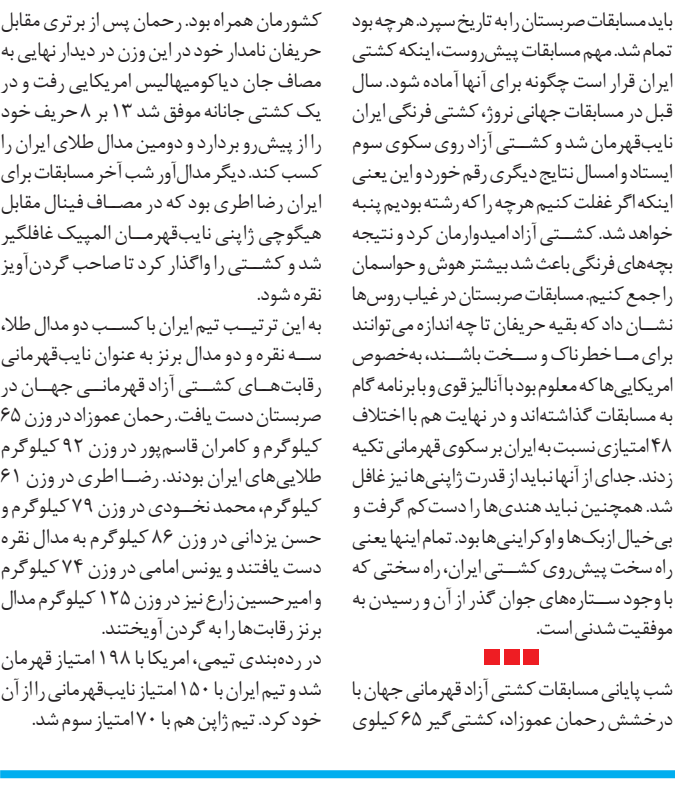 باید مسابقات صربستان را به تاریخ سپرد. هرچه بود
تمام شد. مهم مسابقات پیش‌روست، اینکه کشتی
ایران قرار است چگونه برای آنها آماده شود. سال
قبل در مسابقات جهانی نروژ، کشتی فرنگی ایران
نایب‌قهرمان شد و کشتی آزاد روی سکوی سوم
ایستاد و امسال نتایج دیگری رقم خورد و این یعنی
اینکه اگر غفلت کنیم هرچه را که رشته بودیم پنبه
خواهد شد. کشتی آزاد امیدوارمان کرد و نتیجه
بچه‌های فرنگی باعث شد بیشتر هوش و حواسمان
را جمع کنیم. مسابقات صربستان در غیاب روس‌ها
نشان داد که بقیه حریفان تا چه اندازه می‌توانند
برای ما خطرناک و سخت باشند، به‌خصوص
امریکایی‌ها که معلوم بود با آنالیز قوی و با برنامه گام
به مسابقات گذاشته‌اند و در نهایت هم با اختلاف
۴۸ امتیازی نسبت به ایران بر سکوی قهرمانی تکیه
زدند. جدای از آنها نباید از قدرت ژاپنی‌ها نیز غافل
شد. همچنین نباید هندی‌ها را دست‌کم گرفت و
بی‌خیال ازبک‌ها و اوکراینی‌ها بود. تمام اینها یعنی
راه سخت پیش‌روی کشتی ایران، راه سختی که
با وجود ستاره‌های جوان گذر از آن و رسیدن به
موفقیت شدنی است.
شب پایانی مسابقات کشتی آزاد قهرمانی جهان با
درخشش رحمان عموزاد، کشتی‌گیر ۶۵ کیلوی
کشورمان همراه بود. رحمان پس از برتری مقابل
حریفان نامدار خود در این وزن در دیدار نهایی به
مصاف جان دیاکومیهالیس امریکایی رفت و در
یک کشتی جانانه موفق شد ۱۳ بر ۸ حریف خود
را از پیش‌رو بردارد و دومین مدال طلای ایران را
کسب کند. دیگر مدال‌آور شب آخر مسابقات برای
ایران رضا اطری بود که در مصاف فینال مقابل
هیگوچی ژاپنی نایب‌قهرمان المپیک غافلگیر
شد و کشتی را واگذار کرد تا صاحب گردن‌آویز
نقره شود.
به این ترتیب تیم ایران با کسب دو مدال طلا،
سه نقره و دو مدال برنز به عنوان نایب‌قهرمانی
رقابت‌های کشتی آزاد قهرمانی جهان در
صربستان دست یافت. رحمان عموزاد در وزن ۶۵
کیلوگرم و کامران قاسم‌پور در وزن ۹۲ کیلوگرم
طلایی‌های ایران بودند. رضا اطری در وزن ۶۱
کیلوگرم، محمد نخودی در وزن ۷۹ کیلوگرم و
حسن یزدانی در وزن ۸۶ کیلوگرم به مدال نقره
دست یافتند و یونس امامی در وزن ۷۴ کیلوگرم
و امیرحسین زارع نیز در وزن ۱۲۵ کیلوگرم مدال
برنز رقابت‌ها را به گردن آویختند.
در رده‌بندی تیمی، امریکا با ۱۹۸ امتیاز قهرمان
شد و تیم ایران با ۱۵۰ امتیاز نایب‌قهرمانی را از آن
خود کرد. تیم ژاپن هم با ۷۰ امتیاز سوم شد.